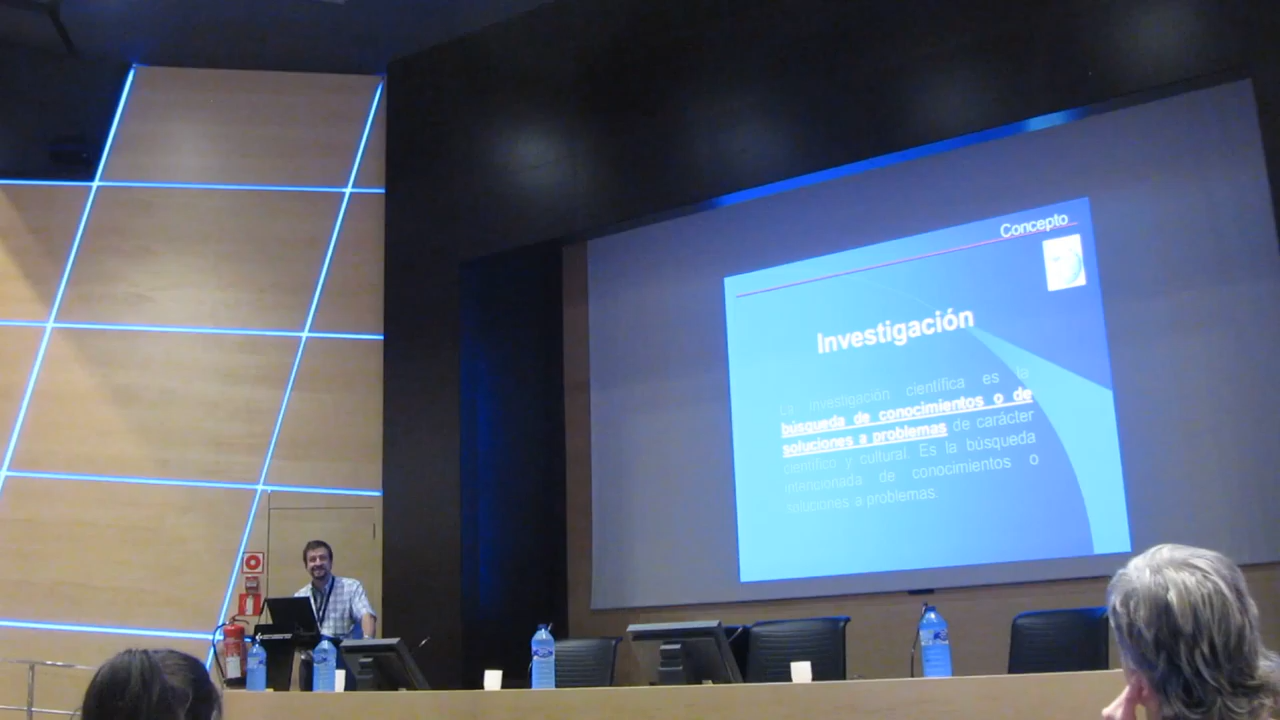 Concepto
Investigación
La investigación científica es la
búsqueda de conocimientos o de
soluciones a problemas de carácter
científico y cultural. Es la búsqueda
intencionada de conocimientos o
soluciones a problemas.